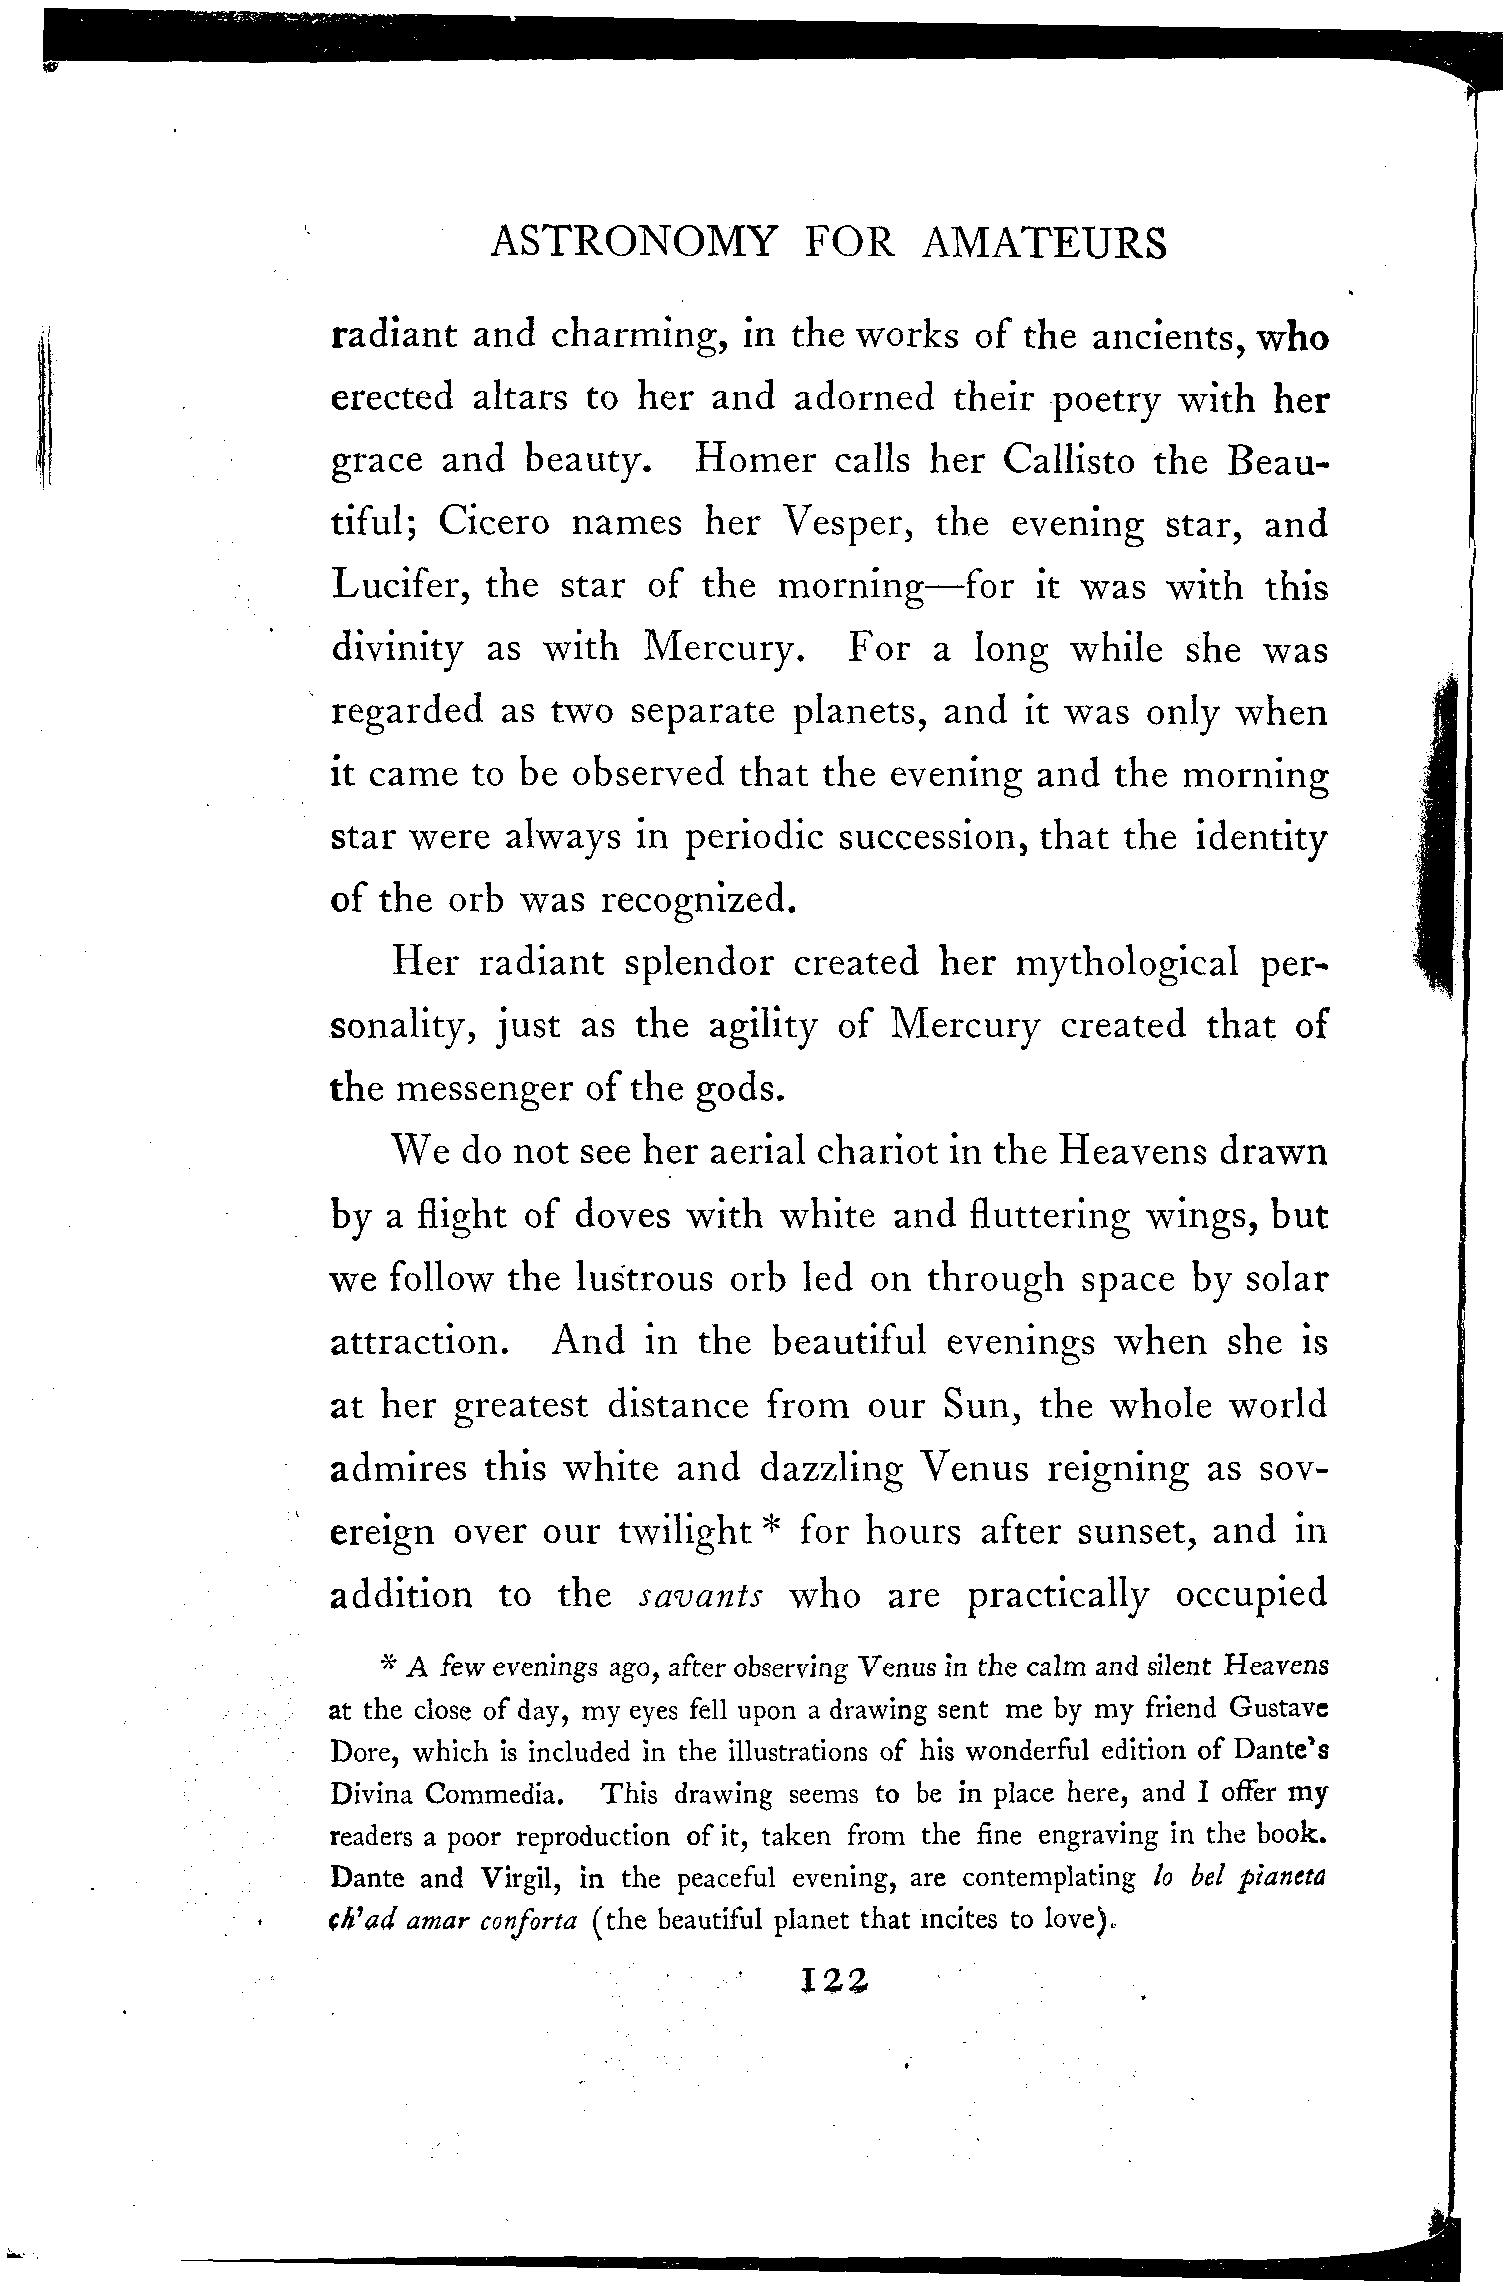 ASTRONOMY FOR AMATEURS
radiant and charming, in the works of the ancients, who
erected altars to her and adorned their poetry with her
grace and beauty. Homer calls her Callisto the Beau-
tiful; Cicero names her Vesper, the evening star, and
Lucifer, the star of the morning—for it was with this
divinity as with Mercury. For a long while she was
regarded as two separate planets, and it was only when
it came to be observed that the evening and the morning
star were always in periodic succession, that the identity
of the orb was recognized.
Her radiant splendor created her mythological per-
sonality, just as the agility of Mercury created that of
the messenger of the gods.
We do not see her aerial chariot in the Heavens drawn
by a flight of doves with white and fluttering wings, but
we follow the lustrous orb led on through space by solar
attraction. And in the beautiful evenings when she is
at her greatest distance from our Sun, the whole world
admires this white and dazzling Venus reigning as sov-
ereign over our twilight * for hours after sunset, and in
addition to the savants who are practically occupied
* A few evenings ago, after observing Venus in the calm and silent Heavens
at the close of day, my eyes fell upon a drawing sent me by my friend Gustave
Dore, which is included in the illustrations of his wonderful edition of Dante's
Divina Commedia. This drawing seems to be in place here, and I offer my
readers a poor reproduction of it, taken from the fine engraving in the book.
Dante and Virgil, in the peaceful evening, are contemplating lo bel pianeta
ch'ad amar conforta (the beautiful planet that incites to love).
122